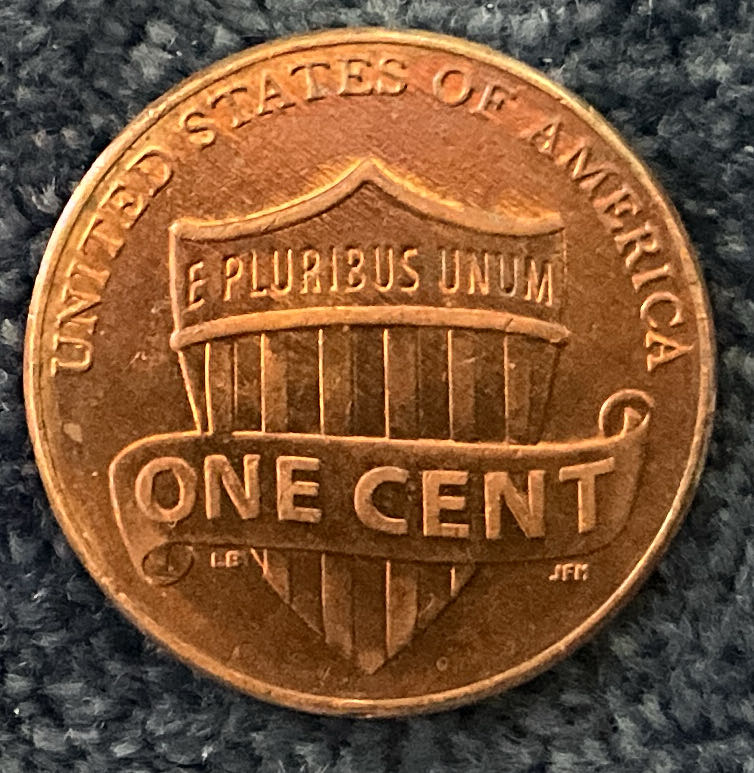 UNITED STATES OF AMERICA
E PLURIBUS UNUM
ONE CENT
LB
JFM